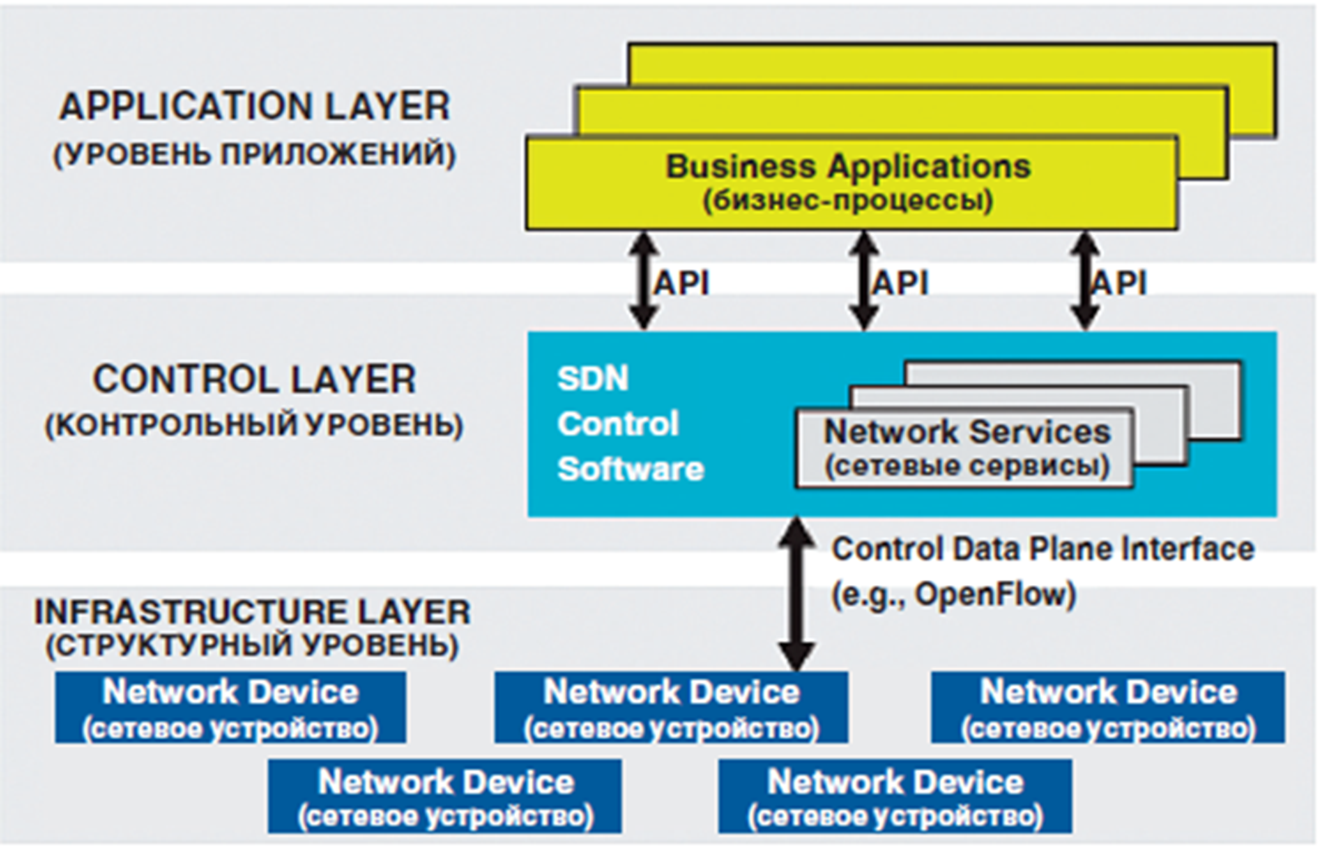 APPLICATION LAYER
(УРОВЕНЬ ПРИЛОЖЕНИЙ)
Business Applications
(бизнес-процессы)
API API API
CONTROL LAYER
(КОНТРОЛЬНЫЙ УРОВЕНЬ)
SDN
Control
Software
Network Services
(сетевые сервисы)
Control Data Plane Interface
(e.g., OpenFlow)
INFRASTRUCTURE LAYER
(СТРУКТУРНЫЙ УРОВЕНЬ)
Network Device
(сетевое устройство)
Network Device
(сетевое устройство)
Network Device
(сетевое устройство)
Network Device
(сетевое устройство)
Network Device
(сетевое устройство)